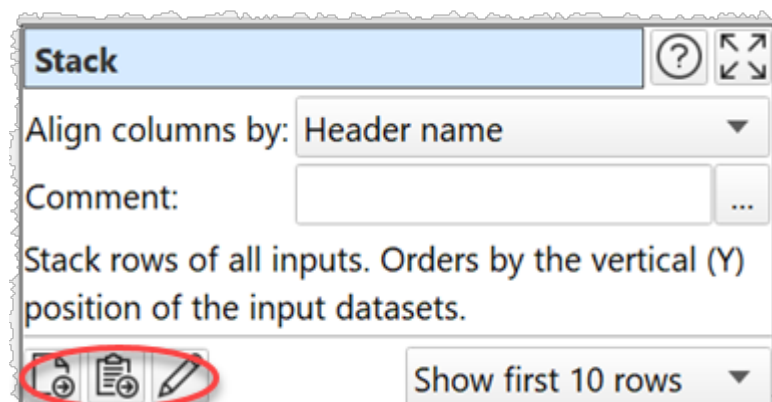 Stack
Align columns by: Header name
Comment: ...
Stack rows of all inputs. Orders by the vertical (Y)
position of the input datasets.
Show first 10 rows